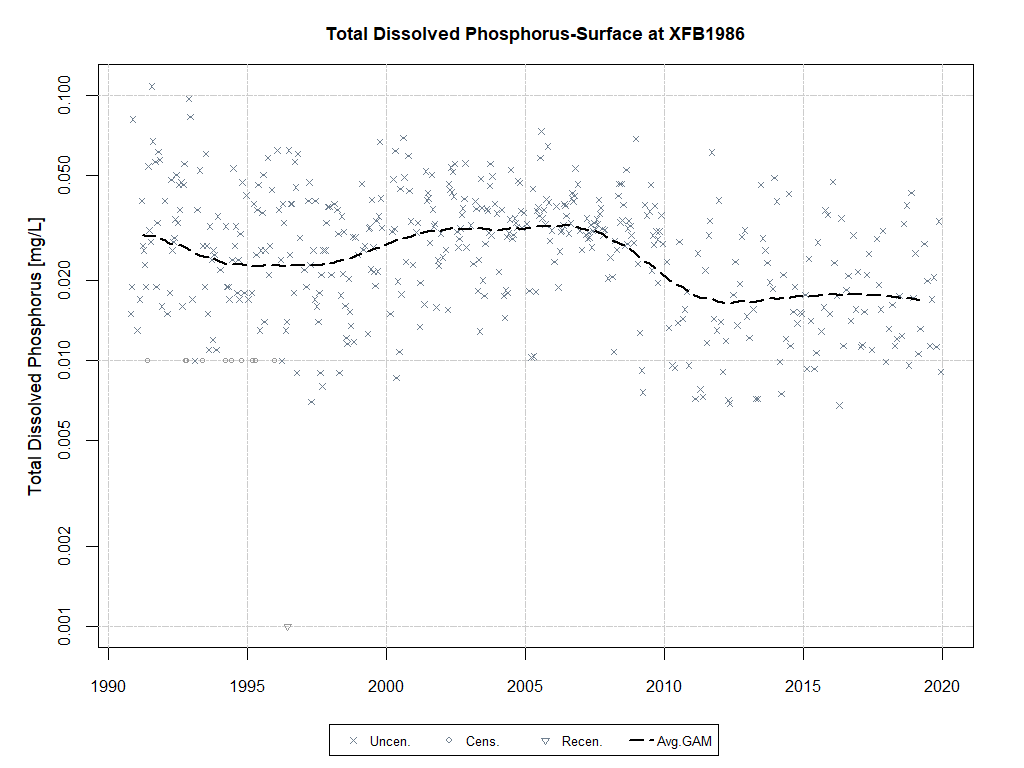 Total Dissolved Phosphorus-Surface at XFB1986
Total Dissolved Phosphorus [mg/L]
0.100
0.050
0.020
0.010
0.005
0.002
0.001
1990 1995 2000 2005 2010 2015 2020
Uncen. Cens. Recen. Avg.GAM